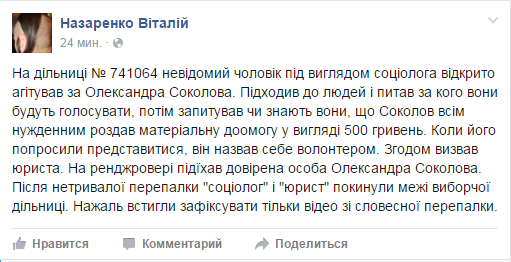 Назаренко Віталій
24 мин. ·
На дільниці № 741064 невідомий чоловік під виглядом соціолога відкрито
агітував за Олександра Соколова. Підходив до людей і питав за кого вони
будуть голосувати, потім запитував чи знають вони, що Соколов всім
нужденним роздав матеріальну доомогу у вигляді 500 гривень. Коли його
попросили представитися, він назвав себе волонтером. Згодом визвав
юриста. На ренджровері підїхав довірена особа Олександра Соколова.
Після нетривалої перепалки "соціолог" і "юрист" покинули межі виборчої
дільниці. Нажаль встигли зафіксувати тільки відео зі словесної перепалки.
Нравится Комментарий Поделиться